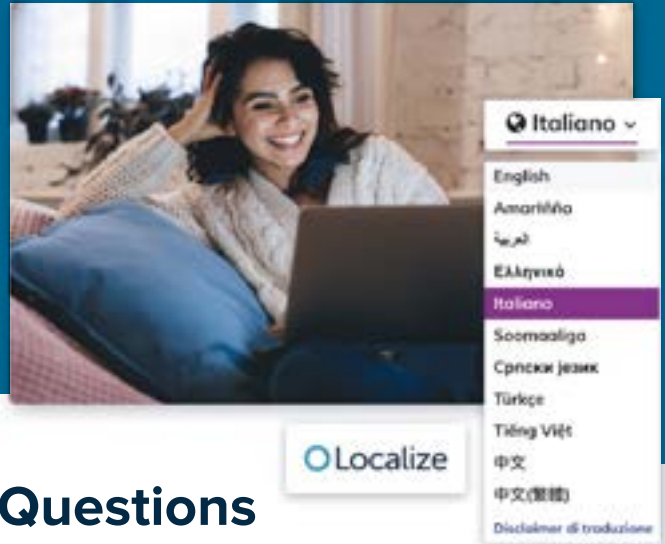 Italiano
English
Amariñño
العربية
Ελληνικά
Italiano
Soomaaliga
Српски језик
Türkçe
Tiếng Việt
中文
中文(繁體)
Disclaimer di traduzione
Localize
Questions